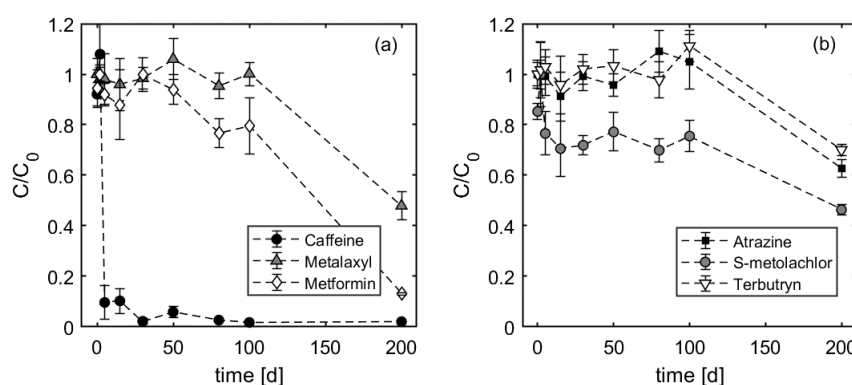 (a)
C/C0
1.2
1
0.8
0.6
0.4
0.2
0
Caffeine
Metalaxyl
Metformin
0
50
100
150
200
time [d]
(b)
C/C0
1.2
1
0.8
0.6
0.4
0.2
0
Atrazine
S-metolachlor
Terbutryn
0
50
100
150
200
time [d]